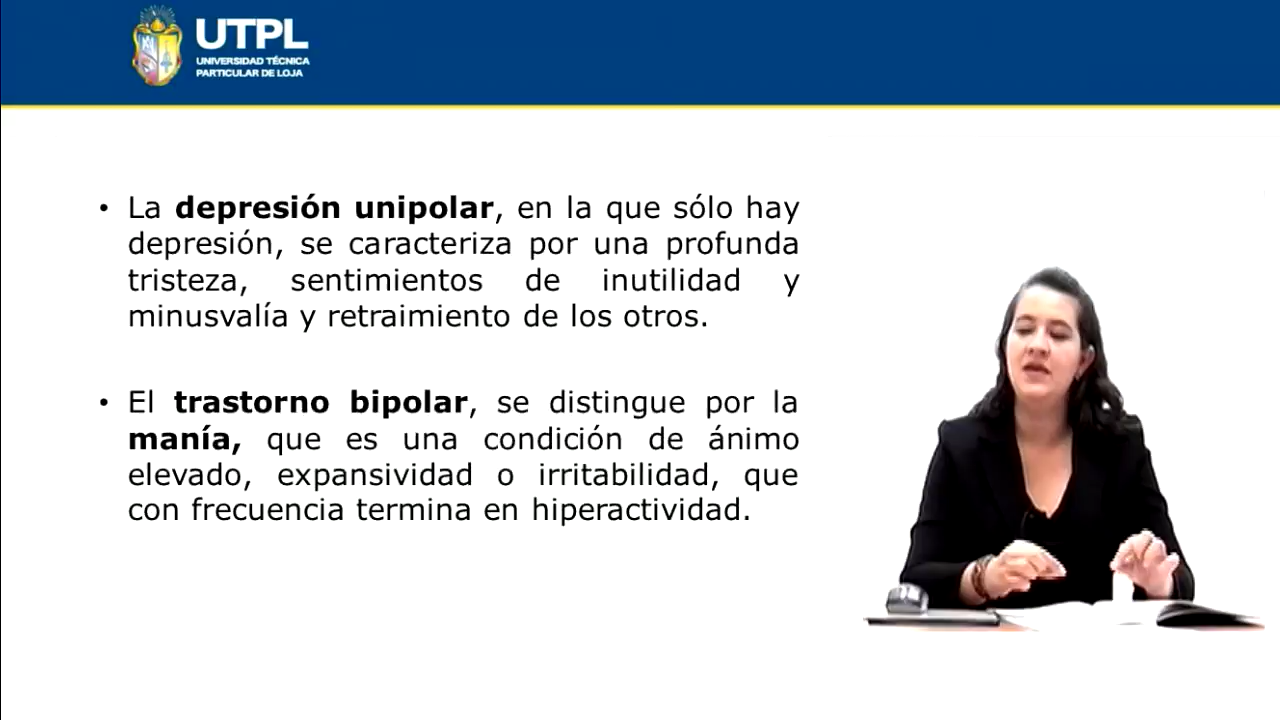 UTPL
UNIVERSIDAD TÉCNICA
PARTICULAR DE LOJA
• La depresión unipolar, en la que sólo hay
depresión, se caracteriza por una profunda
tristeza, sentimientos de inutilidad y
minusvalía y retraimiento de los otros.
• El trastorno bipolar, se distingue por la
manía, que es una condición de ánimo
elevado, expansividad o irritabilidad, que
con frecuencia termina en hiperactividad.